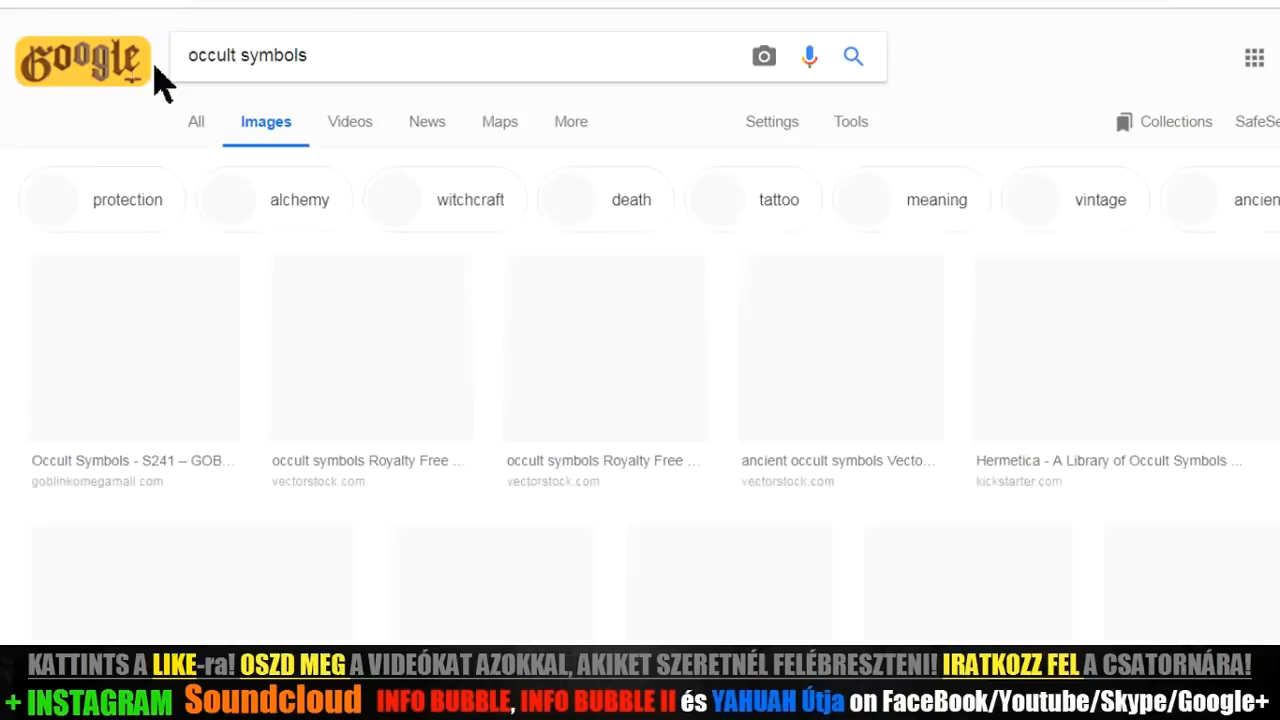 Google
occult symbols
All Images Videos News Maps More Settings Tools Collections SafeSe
protection alchemy witchcraft death tattoo meaning vintage ancien
Occult Symbols - S241 – GOB... occult symbols Royalty Free ... occult symbols Royalty Free ... ancient occult symbols Vecto... Hermetica - A Library of Occult Symbols ...
goblinkomegamall.com vectorstock.com vectorstock.com vectorstock.com kickstarter.com
KATTINTS A LIKE-ra! OSZD MEG A VIDEÓKAT AZOKKAL, AKIKET SZERETNÉL FELÉBRESZTENI! IRATKOZZ FEL A CSATORNÁRA!
+ INSTAGRAM Soundcloud INFO BUBBLE, INFO BUBBLE II és YAHUAH Útja on FaceBook/Youtube/Skype/Google+